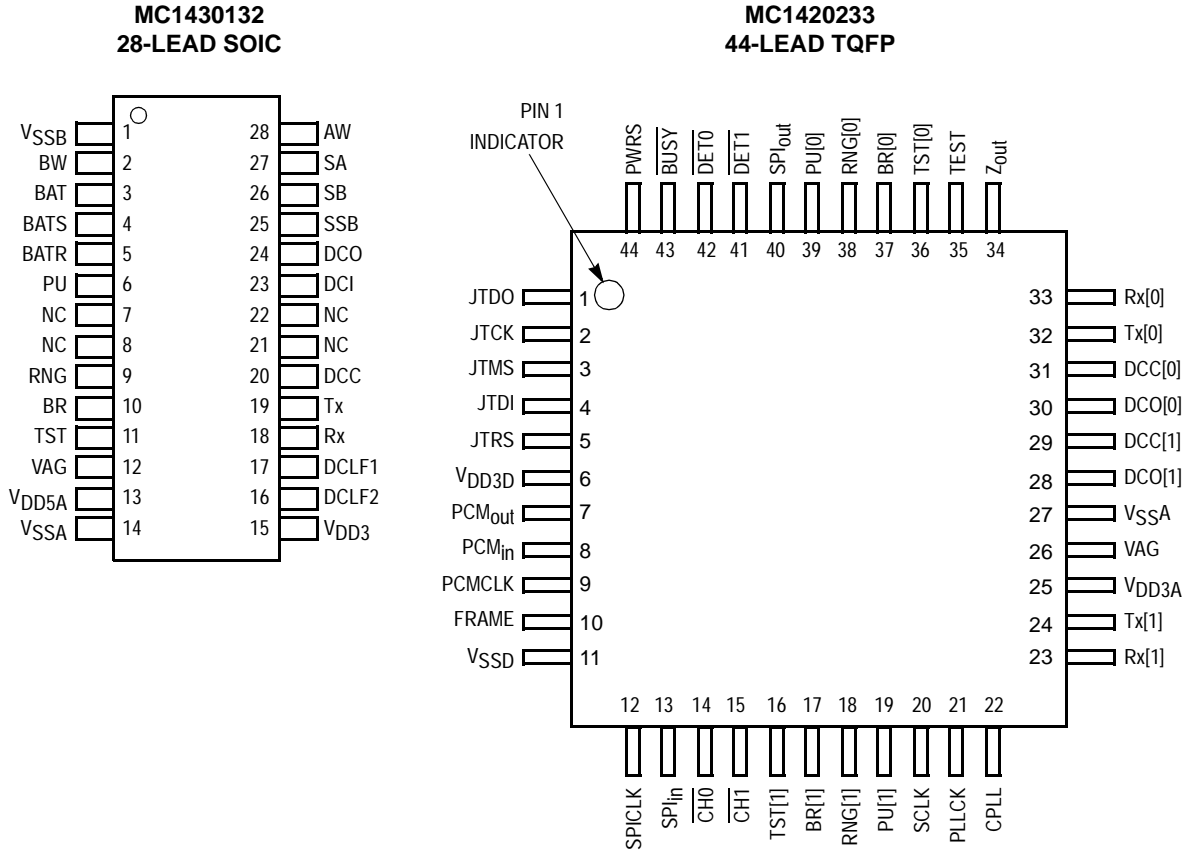 MC1430132
28-LEAD SOIC
VSSB 1
BW 2
BAT 3
BATS 4
BATR 5
PU 6
NC 7
NC 8
RNG 9
BR 10
TST 11
VAG 12
VDD5A 13
VSSA 14
28 AW
27 SA
26 SB
25 SSB
24 DCO
23 DCI
22 NC
21 NC
20 DCC
19 Tx
18 Rx
17 DCLF1
16 DCLF2
15 VDD3
MC1420233
44-LEAD TQFP
PIN 1
INDICATOR
PWRS
BUSY
DET0
DET1
SPIout
PU[0]
RNG[0]
BR[0]
TST[0]
TEST
Zout
44 43 42 41 40 39 38 37 36 35 34
JTDO 1
JTCK 2
JTMS 3
JTDI 4
JTRS 5
VDD3D 6
PCMout 7
PCMin 8
PCMCLK 9
FRAME 10
VSSD 11
33 Rx[0]
32 Tx[0]
31 DCC[0]
30 DCO[0]
29 DCC[1]
28 DCO[1]
27 VSSA
26 VAG
25 VDD3A
24 Tx[1]
23 Rx[1]
12 13 14 15 16 17 18 19 20 21 22
SPICLK
SPIin
CH0
CH1
TST[1]
BR[1]
RNG[1]
PU[1]
SCLK
PLLCK
CPLL